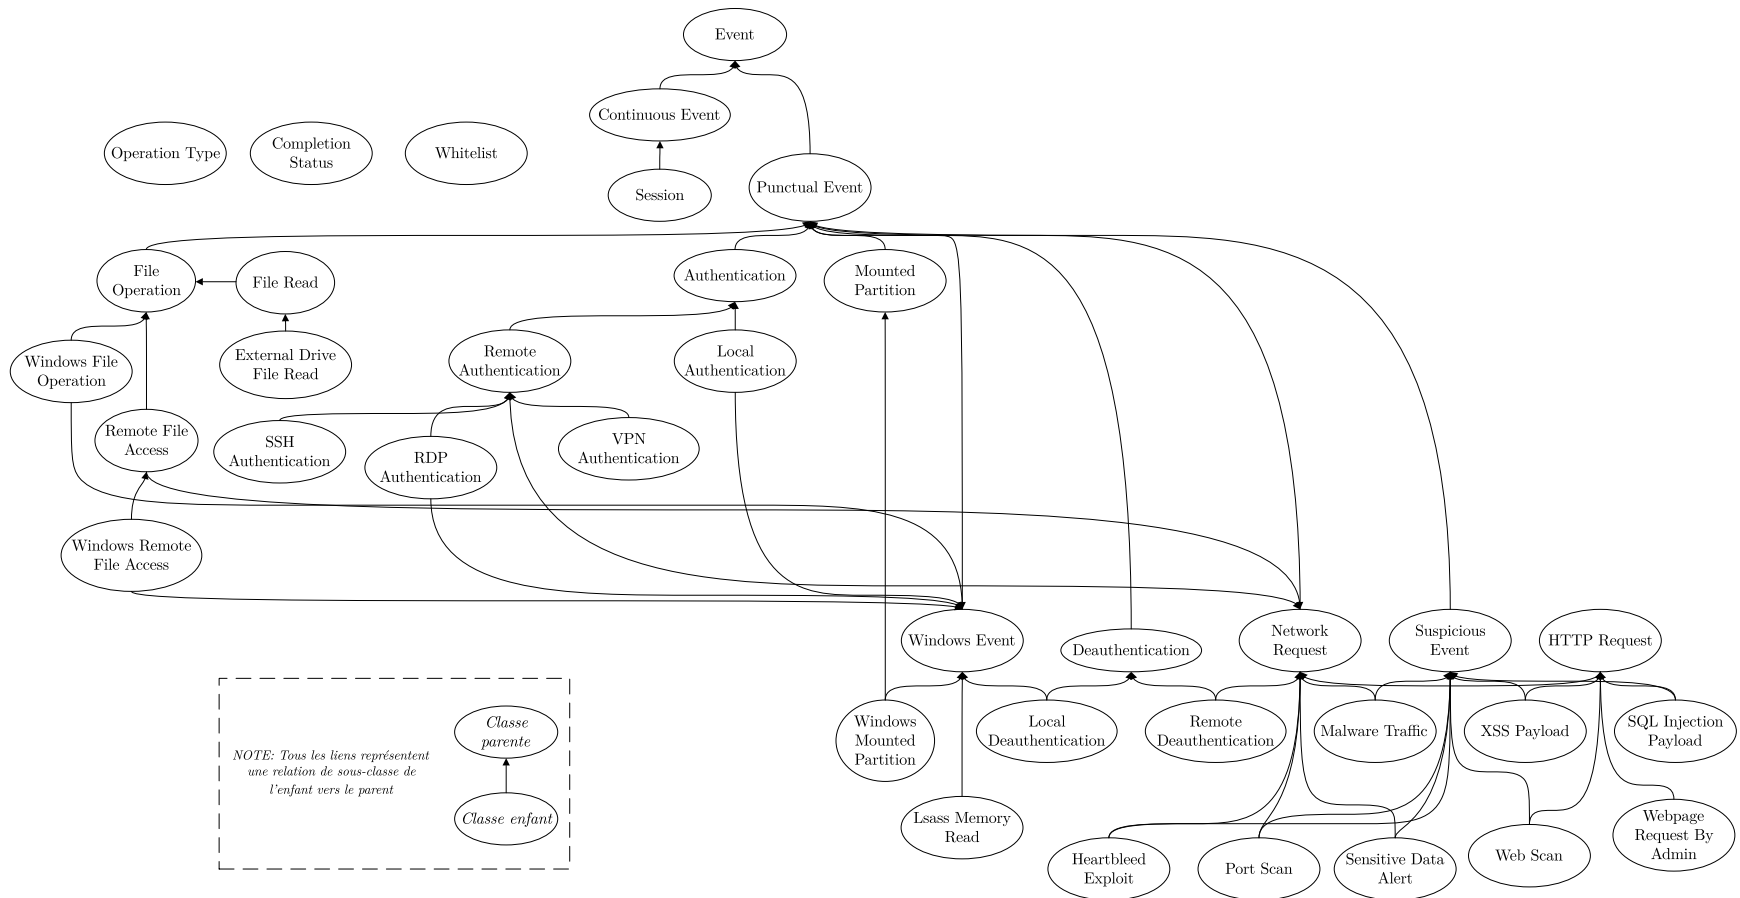 Event
Continuous Event
Operation Type
Completion
Status
Whitelist
Session
Punctual Event
File
Operation
File Read
Authentication
Mounted
Partition
Windows File
Operation
External Drive
File Read
Remote
Authentication
Local
Authentication
Remote File
Access
SSH
Authentication
RDP
Authentication
VPN
Authentication
Windows Remote
File Access
Windows Event
Deauthentication
Network
Request
Suspicious
Event
HTTP Request
Windows
Mounted
Partition
Local
Deauthentication
Remote
Deauthentication
Malware Traffic
XSS Payload
SQL Injection
Payload
Lsass Memory
Read
Heartbleed
Exploit
Port Scan
Sensitive Data
Alert
Web Scan
Webpage
Request By
Admin
NOTE: Tous les liens représentent
une relation de sous-classe de
l'enfant vers le parent
Classe
parente
Classe enfant